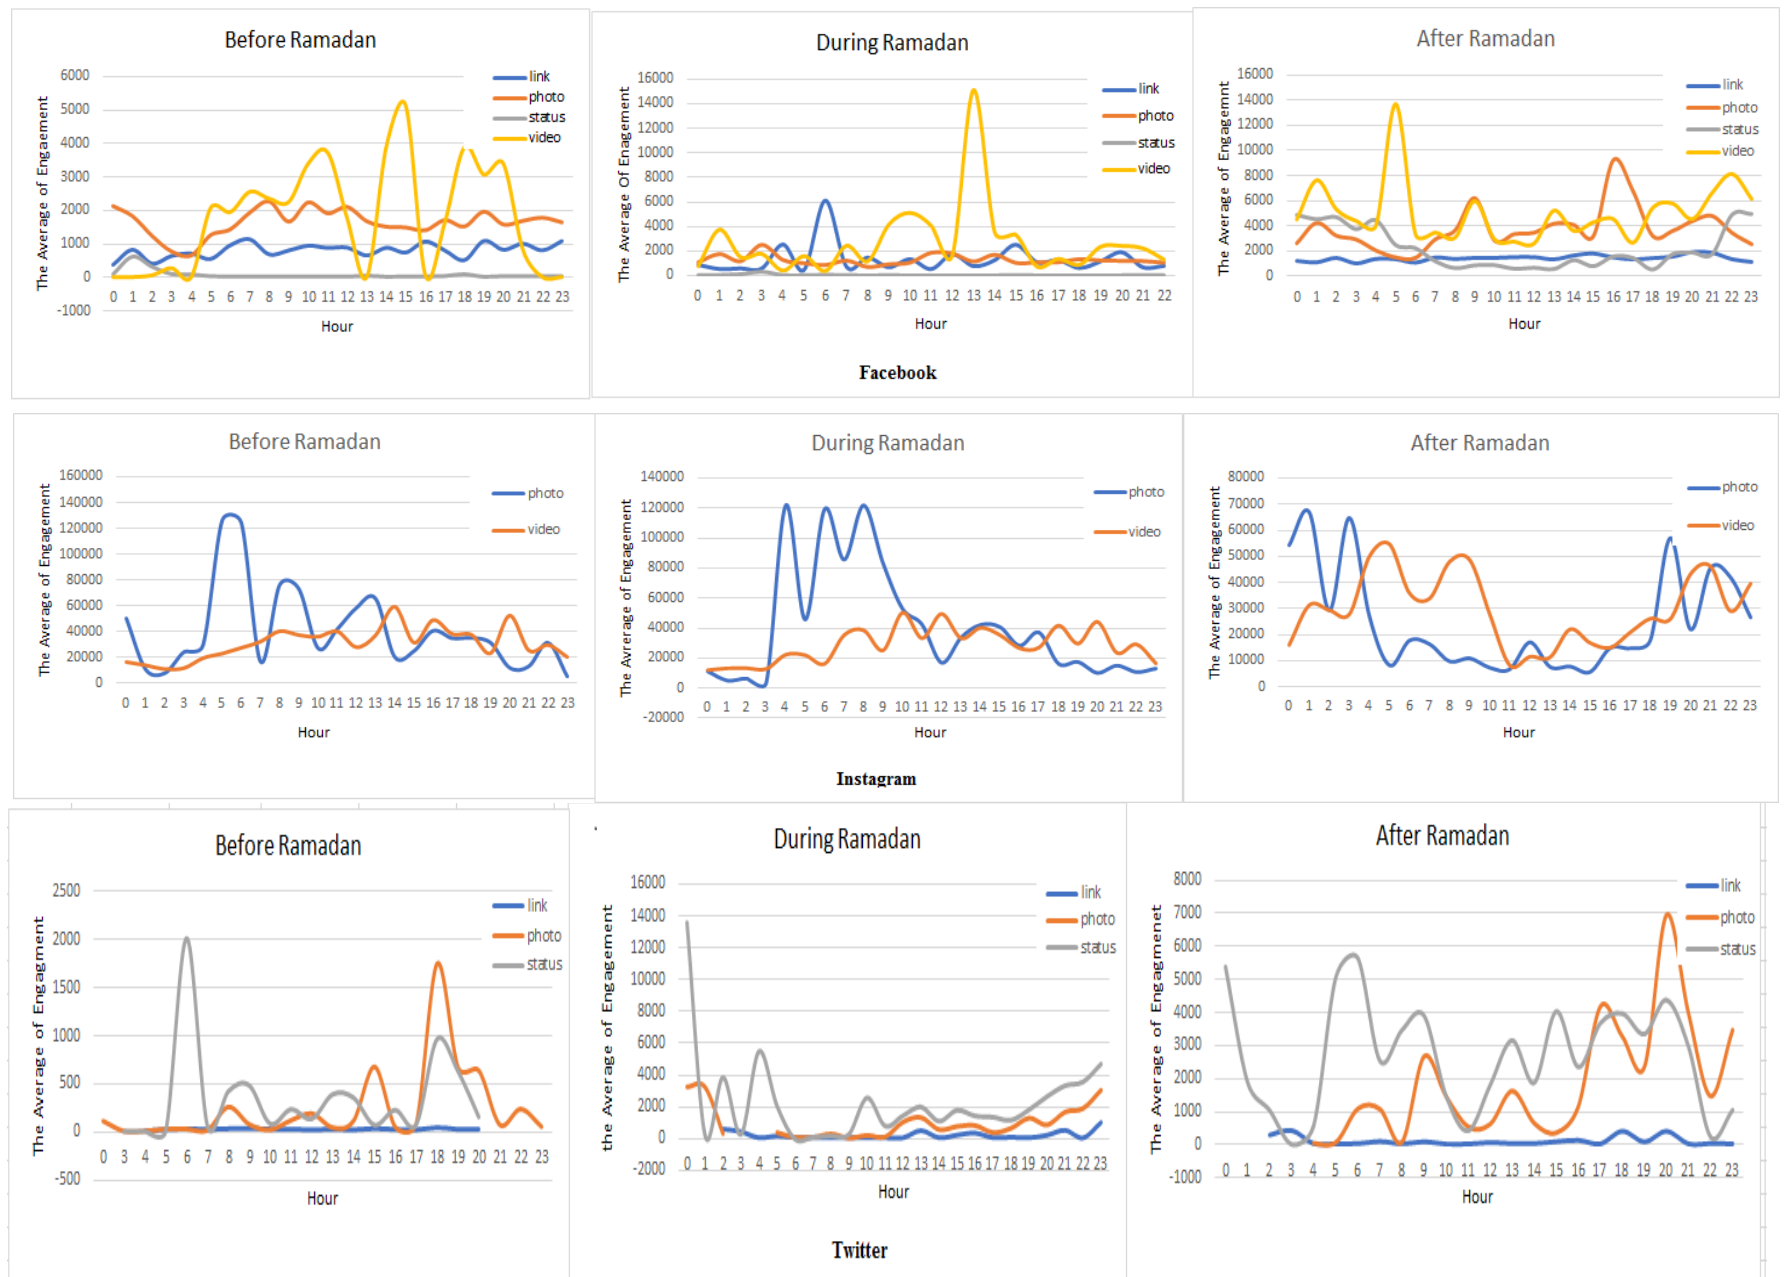 Before Ramadan
The Average of Engaement
6000
5000
4000
3000
2000
1000
0
-1000
link
photo
status
video
0 1 2 3 4 5 6 7 8 9 10 11 12 13 14 15 16 17 18 19 20 21 22 23
Hour
During Ramadan
The Average Of Enagement
16000
14000
12000
10000
8000
6000
4000
2000
0
link
photo
status
video
0 1 2 3 4 5 6 7 8 9 10 11 12 13 14 15 16 17 18 19 20 21 22
Hour
Facebook
After Ramadan
The Average of Engagement
16000
14000
12000
10000
8000
6000
4000
2000
0
link
photo
status
video
0 1 2 3 4 5 6 7 8 9 10 11 12 13 14 15 16 17 18 19 20 21 22 23
Hour
Before Ramadan
The Average of Engagement
160000
140000
120000
100000
80000
60000
40000
20000
0
photo
video
0 1 2 3 4 5 6 7 8 9 10 11 12 13 14 15 16 17 18 19 20 21 22 23
Hour
During Ramadan
The Avrerage of Engagement
140000
120000
100000
80000
60000
40000
20000
0
-20000
photo
video
0 1 2 3 4 5 6 7 8 9 10 11 12 13 14 15 16 17 18 19 20 21 22 23
Hour
Instagram
After Ramadan
The Average of Engagement
80000
70000
60000
50000
40000
30000
20000
10000
0
photo
video
0 1 2 3 4 5 6 7 8 9 10 11 12 13 14 15 16 17 18 19 20 21 22 23
Hour
Before Ramadan
The Average of Engagment
2500
2000
1500
1000
500
0
-500
link
photo
status
0 3 4 5 6 7 8 9 10 11 12 13 14 15 16 17 18 19 20 21 22 23
Hour
During Ramadan
the Average of Engagement
16000
14000
12000
10000
8000
6000
4000
2000
0
-2000
link
photo
status
0 1 2 3 4 5 6 7 8 9 10 11 12 13 14 15 16 17 18 19 20 21 22 23
Hour
Twitter
After Ramadan
The Average of Engagmenet
8000
7000
6000
5000
4000
3000
2000
1000
0
-1000
link
photo
status
0 1 2 3 4 5 6 7 8 9 10 11 12 13 14 15 16 17 18 19 20 21 22 23
Hour